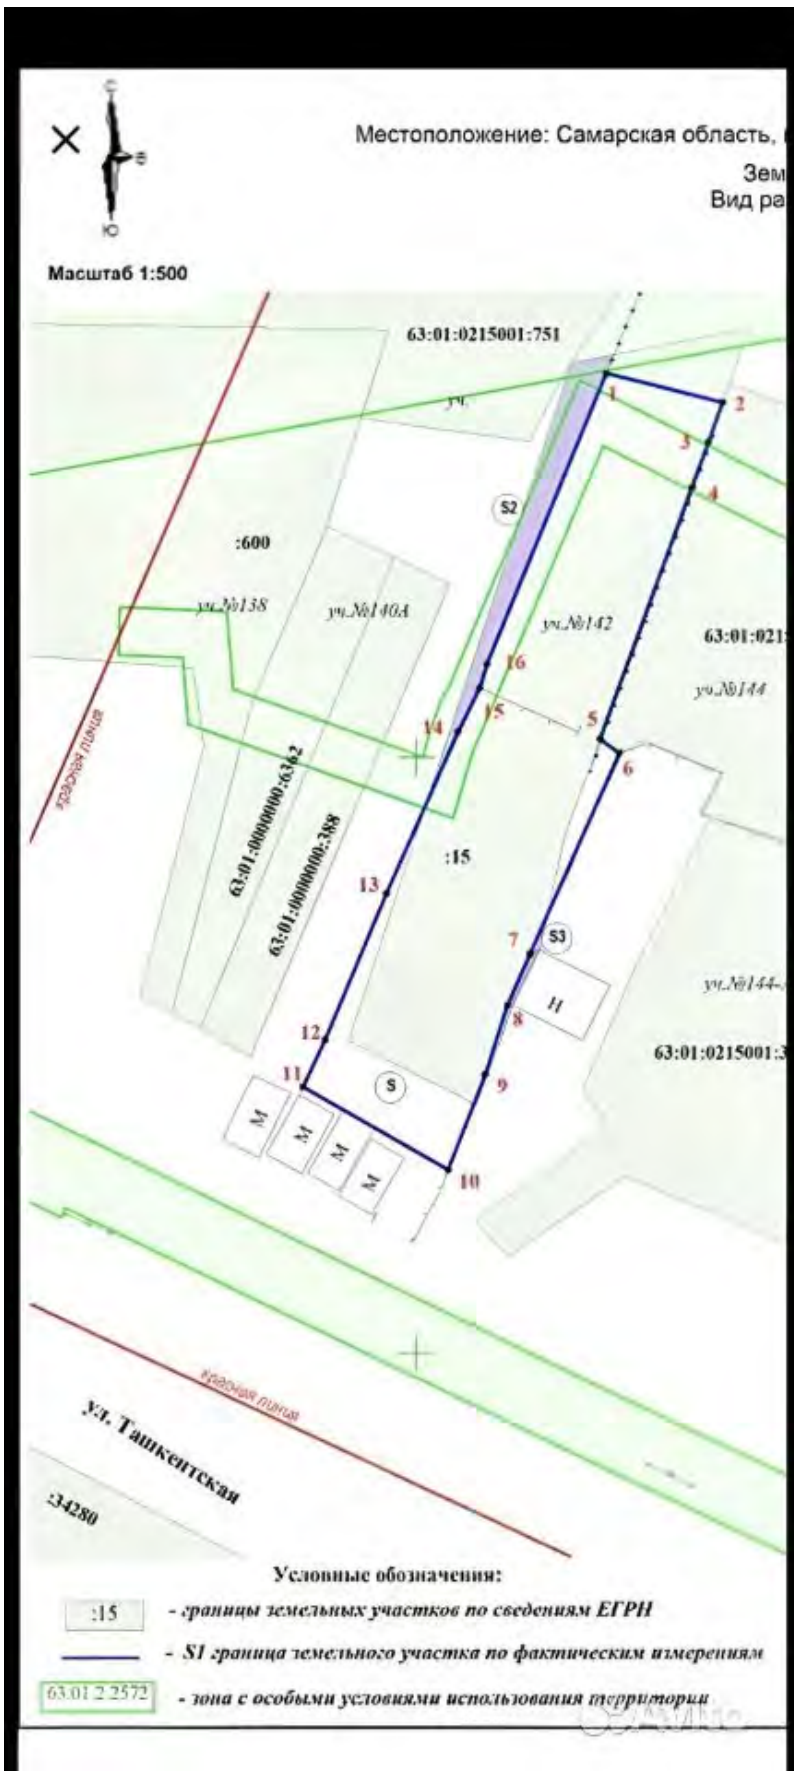 С
В
Ю
Местоположение: Самарская область,
Зем
Вид ра
Масштаб 1:500
63:01:0215001:751
уч.
1
2
3
4
S2
:600
уч.№138
уч.№140А
уч.№142
63:01:021
уч.№144
16
15
14
5
6
красная линия
63:01:0000000:6362
63:01:0000000:388
:15
13
7
S3
Н
8
уч.№144-
63:01:0215001:3
12
11
S
9
10
М
М
М
М
красная линия
ул. Ташкентская
:34280
Условные обозначения:
:15 - границы земельных участков по сведениям ЕГРН
- S1 граница земельного участка по фактическим измерениям
63:01 2.2572 - зона с особыми условиями использования территории
Avito